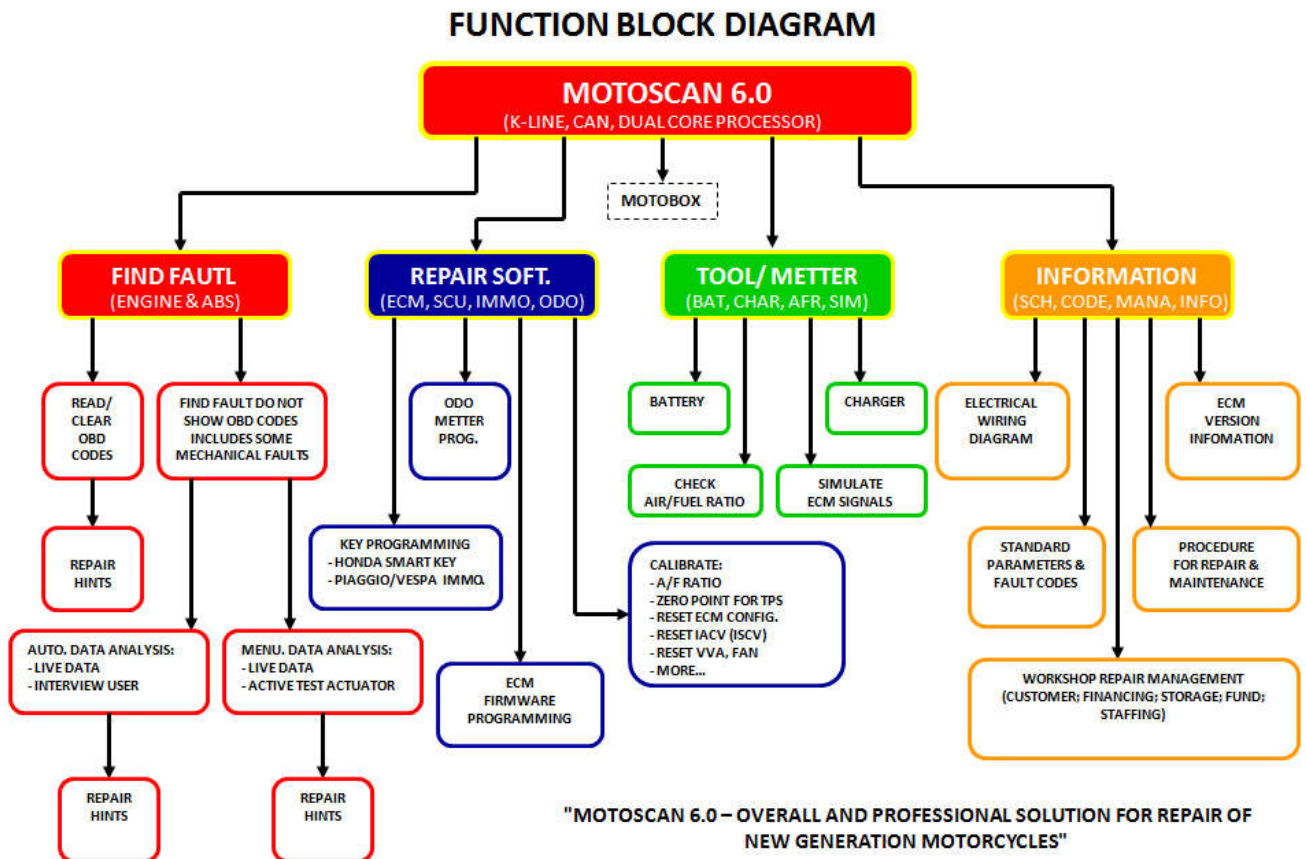 FUNCTION BLOCK DIAGRAM
MOTOSCAN 6.0
(K-LINE, CAN, DUAL CORE PROCESSOR)
MOTOBOX
FIND FAUTL
(ENGINE & ABS)
REPAIR SOFT.
(ECM, SCU, IMMO, ODO)
TOOL/ METTER
(BAT, CHAR, AFR, SIM)
INFORMATION
(SCH, CODE, MANA, INFO)
READ/
CLEAR
OBD
CODES
FIND FAULT DO NOT
SHOW OBD CODES
INCLUDES SOME
MECHANICAL FAULTS
ODO
METTER
PROG.
BATTERY
CHARGER
ELECTRICAL
WIRING
DIAGRAM
ECM
VERSION
INFOMATION
CHECK
AIR/FUEL RATIO
SIMULATE
ECM SIGNALS
REPAIR
HINTS
KEY PROGRAMMING
- HONDA SMART KEY
- PIAGGIO/VESPA IMMO.
STANDARD
PARAMETERS &
FAULT CODES
PROCEDURE
FOR REPAIR &
MAINTENANCE
CALIBRATE:
- A/F RATIO
- ZERO POINT FOR TPS
- RESET ECM CONFIG.
- RESET IACV (ISCV)
- RESET VVA, FAN
- MORE...
AUTO. DATA ANALYSIS:
- LIVE DATA
- INTERVIEW USER
MENU. DATA ANALYSIS:
- LIVE DATA
- ACTIVE TEST ACTUATOR
ECM
FIRMWARE
PROGRAMMING
WORKSHOP REPAIR MANAGEMENT
(CUSTOMER; FINANCING; STORAGE; FUND;
STAFFING)
REPAIR
HINTS
REPAIR
HINTS
"MOTOSCAN 6.0 – OVERALL AND PROFESSIONAL SOLUTION FOR REPAIR OF
NEW GENERATION MOTORCYCLES"